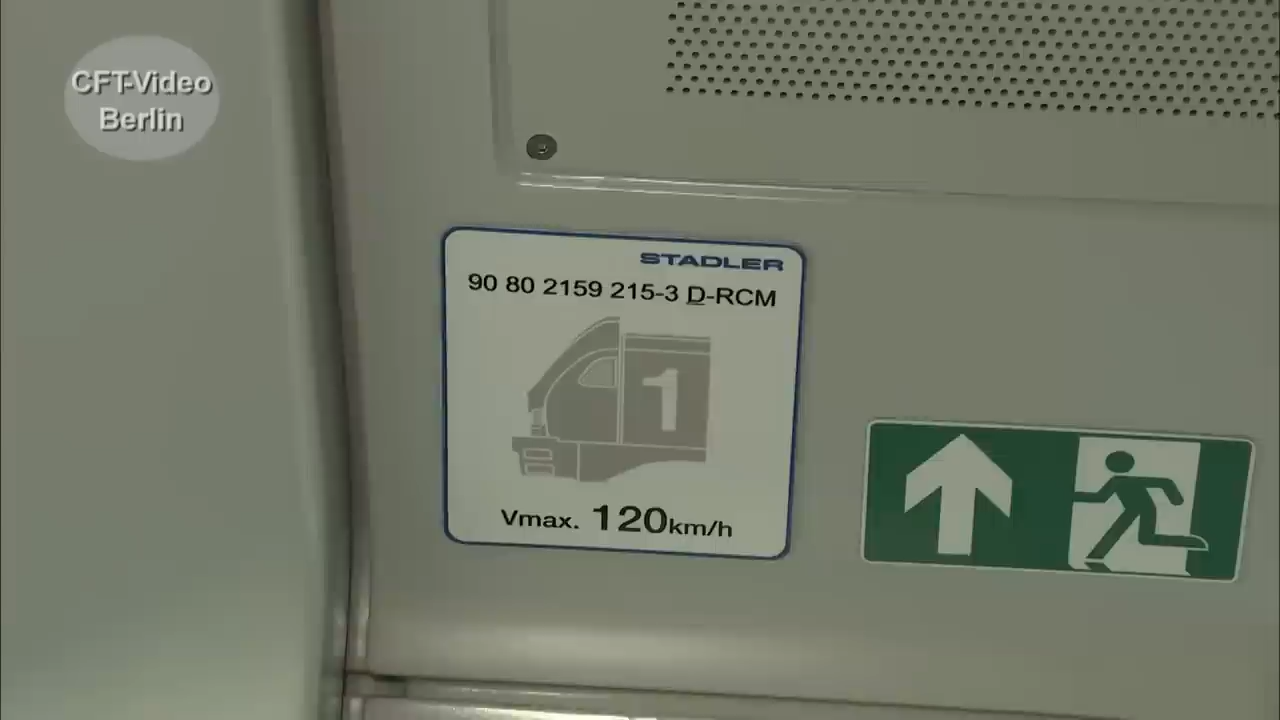 CFT-Video
Berlin
STADLER
90 80 2159 215-3 D-RCM
1
Vmax. 120km/h